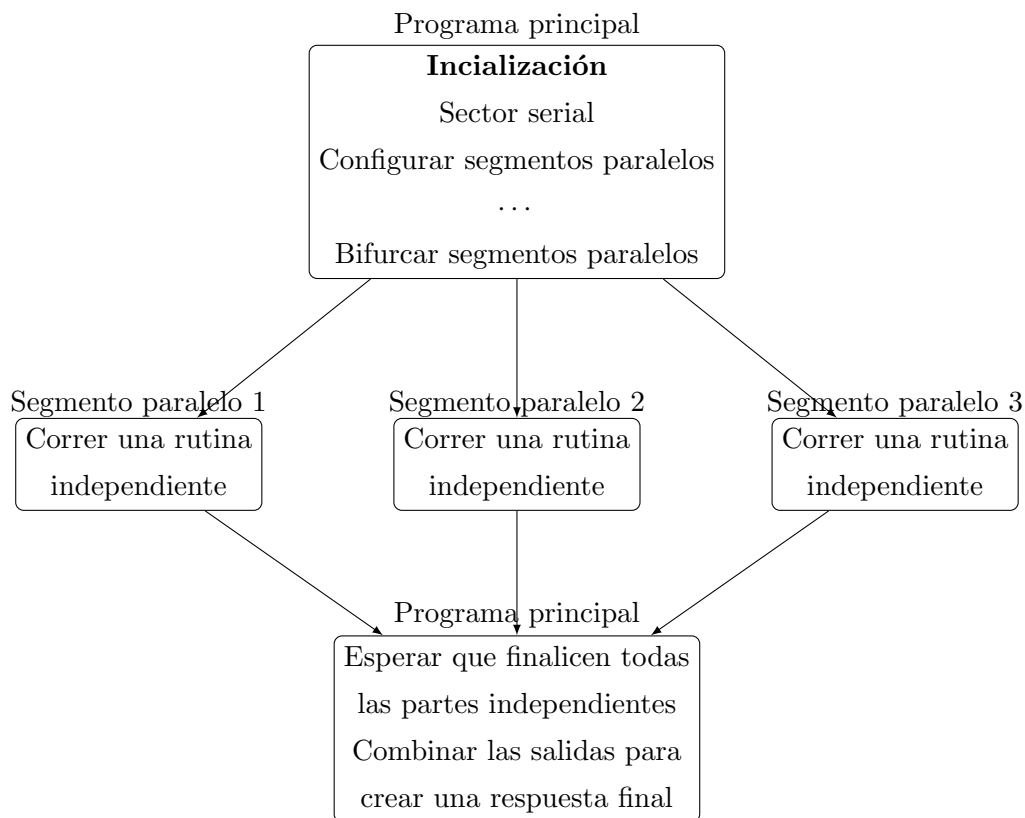 Programa principal
Incialización
Sector serial
Configurar segmentos paralelos
...
Bifurcar segmentos paralelos
Segmento paralelo 1
Correr una rutina
independiente
Segmento paralelo 2
Correr una rutina
independiente
Segmento paralelo 3
Correr una rutina
independiente
Programa principal
Esperar que finalicen todas
las partes independientes
Combinar las salidas para
crear una respuesta final